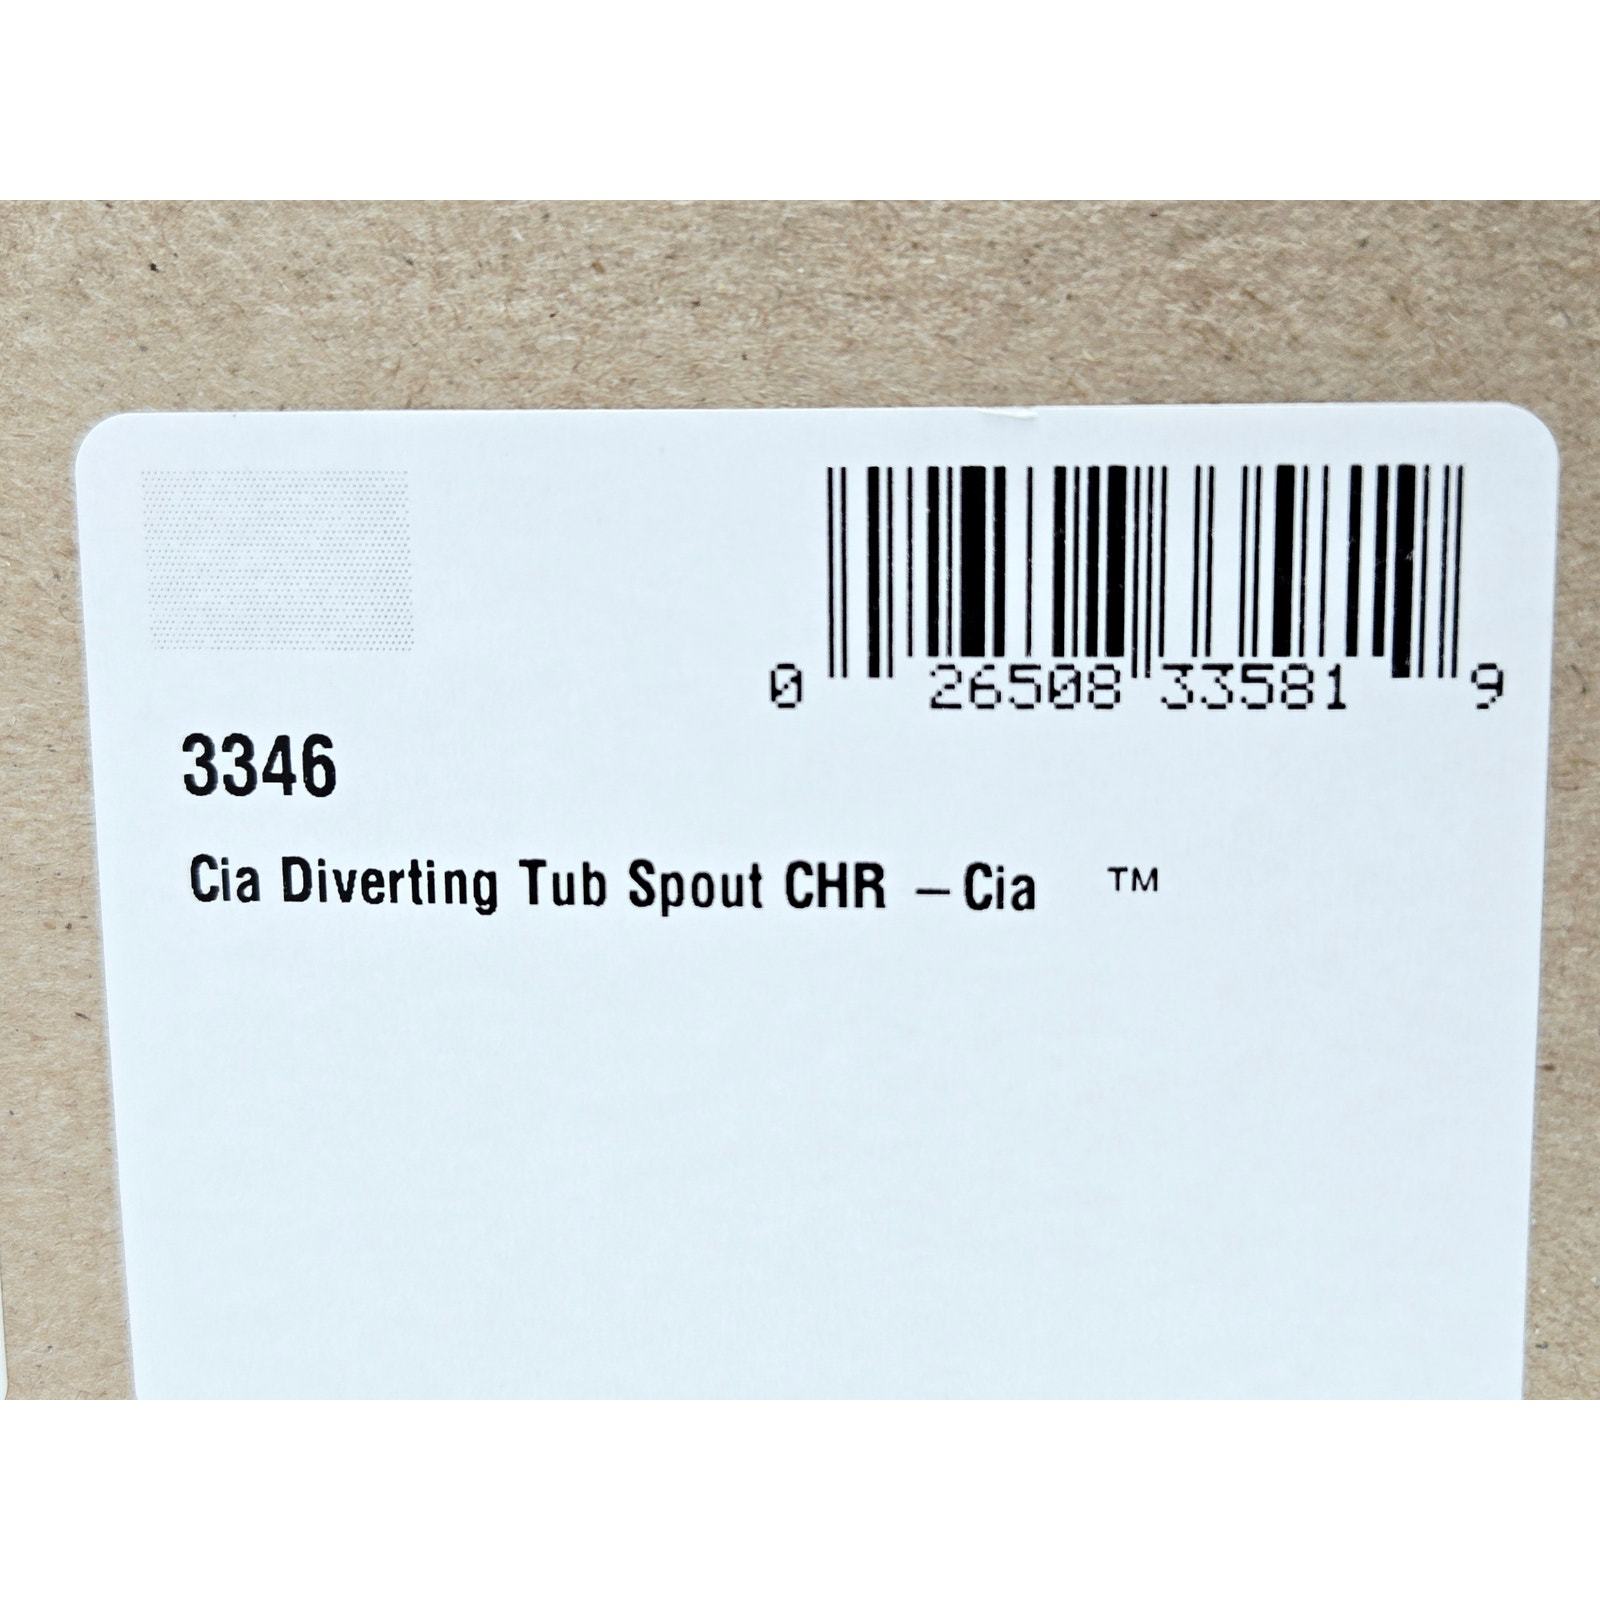 0 26508 33581 9
3346
Cia Diverting Tub Spout CHR – Cia ™